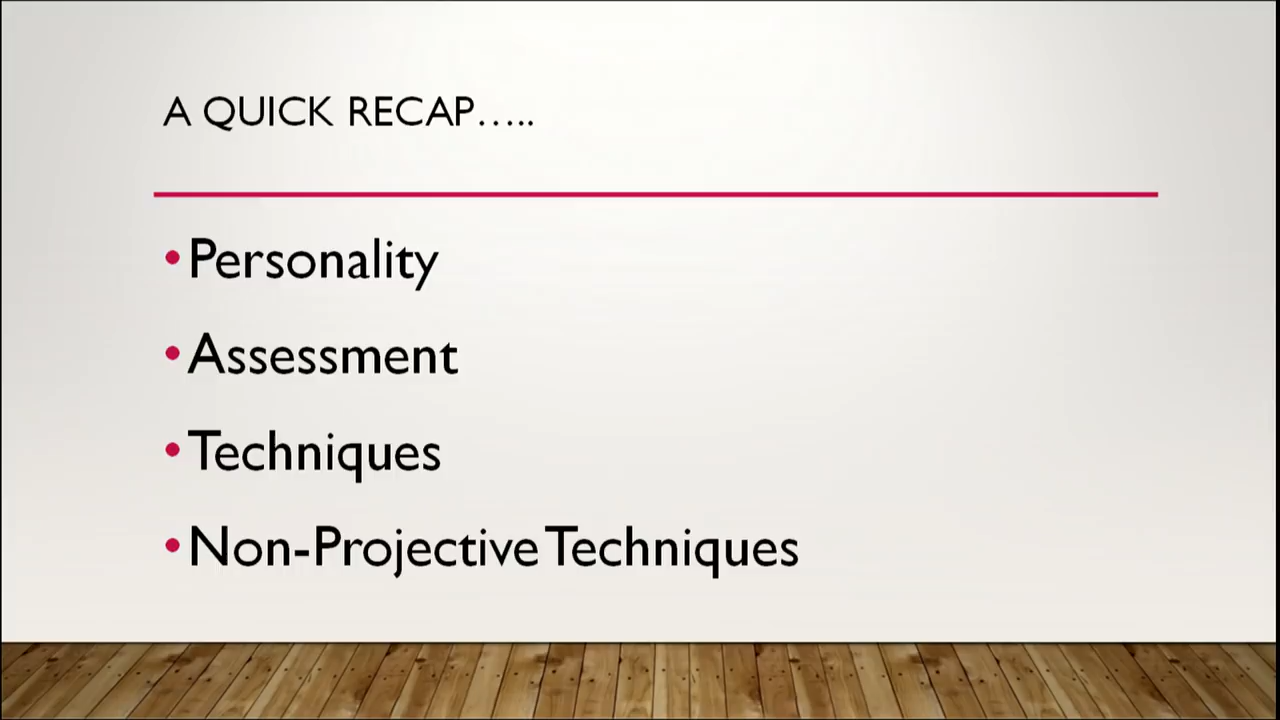 A QUICK RECAP.....
•Personality
•Assessment
•Techniques
•Non-Projective Techniques